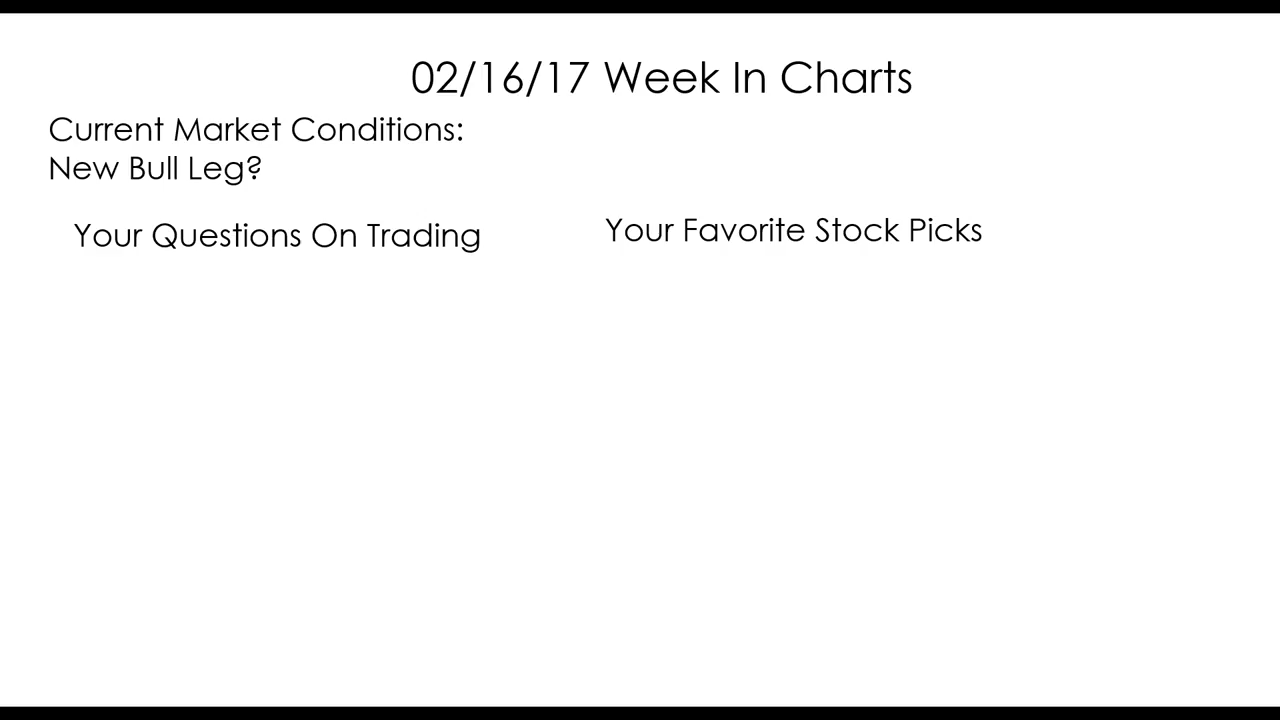 02/16/17 Week In Charts
Current Market Conditions:
New Bull Leg?
Your Questions On Trading
Your Favorite Stock Picks